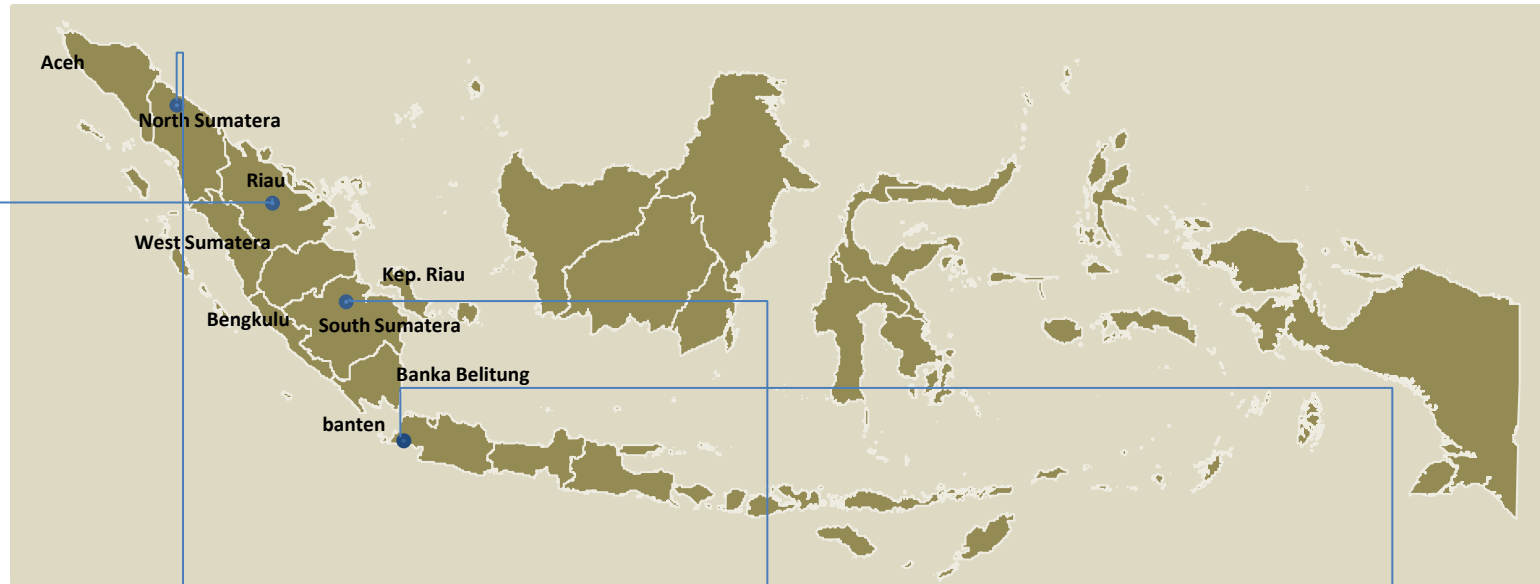 Aceh
North Sumatera
Riau
West Sumatera
Kep. Riau
Bengkulu
South Sumatera
Banka Belitung
banten